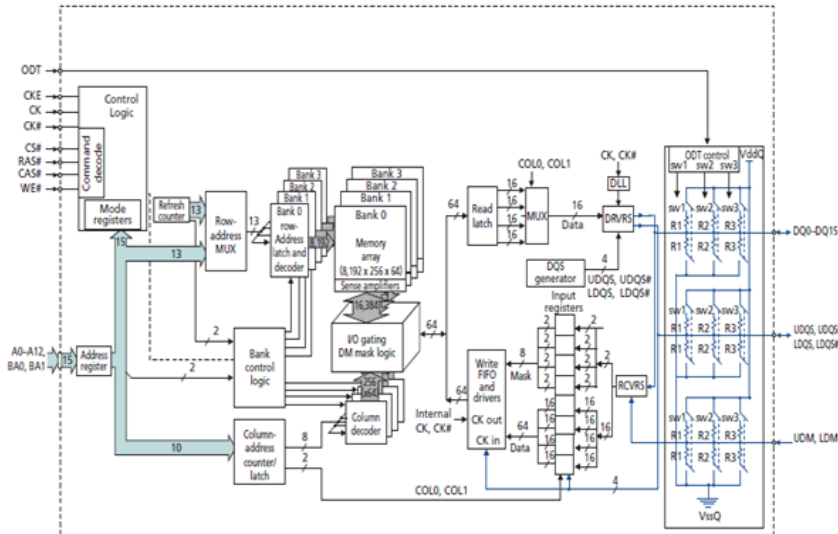 ODT
CKE
CK
CK#
CS#
RAS#
CAS#
WE#
Control
Logic
Command
decode
Mode
registers
15
13
Refresh
counter
13
Row-
address
MUX
13
Bank 3
Bank 2
Bank 1
Bank 0
row-
Address
latch
and
decoder
Bank 3
Bank 2
Bank 1
Bank 0
Memory
array
(8,192 x 256 x 64)
Sense amplifiers
16,384
I/O gating
DM mask logic
64
64
Read
latch
16
16
16
16
COL0, COL1
MUX
16
Data
CK, CK#
DLL
DRVRS
DQS
generator
4
UDQS, UDQS#
LDQS, LDQS#
Input
registers
2
2
2
2
2
2
2
2
2
8
Mask
Write
FIFO
and
drivers
CK out
CK in
64
Internal
CK, CK#
64
Data
16
16
16
16
16
16
16
16
16
RCVRS
4
ODT control
VddQ
sw1 sw2 sw3
sw1 sw2 sw3
R1 R2 R3
R1 R2 R3
sw1 sw2 sw3
R1 R2 R3
R1 R2 R3
sw1 sw2 sw3
R1 R2 R3
R1 R2 R3
VssQ
DQ0–DQ15
UDQS, UDQS
LDQS, LDQS#
UDM, LDM
A0–A12,
BA0, BA1
15
Address
register
2
2
Bank
control
logic
256
Column
decoder
10
Column-
address
counter/
latch
8
2
COL0, COL1